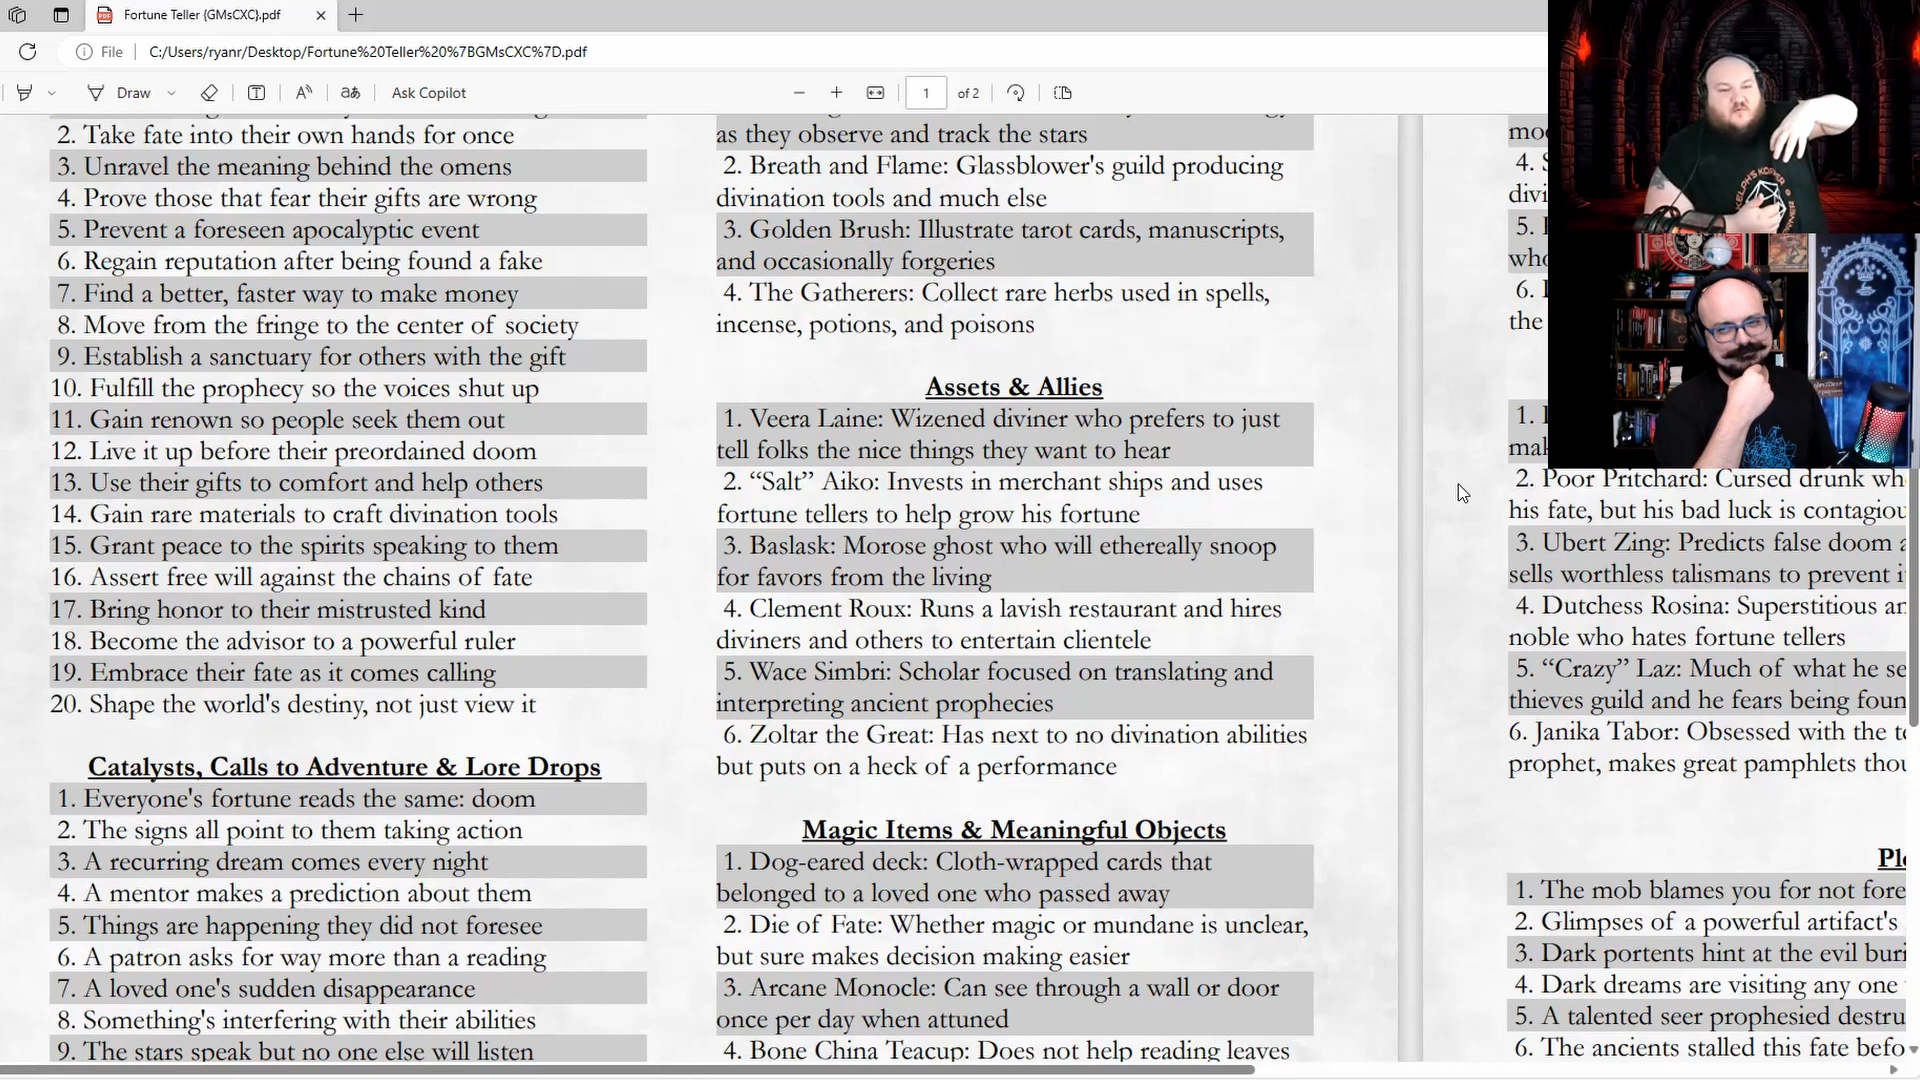 Fortune Teller {GMsCXC}.pdf
File
C:/Users/ryanr/Desktop/Fortune%20Teller%20%7BGMsCXC%7D.pdf
Draw
Ask Copilot
1 of 2
2. Take fate into their own hands for once
3. Unravel the meaning behind the omens
4. Prove those that fear their gifts are wrong
5. Prevent a foreseen apocalyptic event
6. Regain reputation after being found a fake
7. Find a better, faster way to make money
8. Move from the fringe to the center of society
9. Establish a sanctuary for others with the gift
10. Fulfill the prophecy so the voices shut up
11. Gain renown so people seek them out
12. Live it up before their preordained doom
13. Use their gifts to comfort and help others
14. Gain rare materials to craft divination tools
15. Grant peace to the spirits speaking to them
16. Assert free will against the chains of fate
17. Bring honor to their mistrusted kind
18. Become the advisor to a powerful ruler
19. Embrace their fate as it comes calling
20. Shape the world's destiny, not just view it
Catalysts, Calls to Adventure & Lore Drops
1. Everyone's fortune reads the same: doom
2. The signs all point to them taking action
3. A recurring dream comes every night
4. A mentor makes a prediction about them
5. Things are happening they did not foresee
6. A patron asks for way more than a reading
7. A loved one's sudden disappearance
8. Something's interfering with their abilities
9. The stars speak but no one else will listen
as they observe and track the stars
2. Breath and Flame: Glassblower's guild producing
divination tools and much else
3. Golden Brush: Illustrate tarot cards, manuscripts,
and occasionally forgeries
4. The Gatherers: Collect rare herbs used in spells,
incense, potions, and poisons
Assets & Allies
1. Veera Laine: Wizened diviner who prefers to just
tell folks the nice things they want to hear
2. “Salt” Aiko: Invests in merchant ships and uses
fortune tellers to help grow his fortune
3. Baslask: Morose ghost who will ethereally snoop
for favors from the living
4. Clement Roux: Runs a lavish restaurant and hires
diviners and others to entertain clientele
5. Wace Simbri: Scholar focused on translating and
interpreting ancient prophecies
6. Zoltar the Great: Has next to no divination abilities
but puts on a heck of a performance
Magic Items & Meaningful Objects
1. Dog-eared deck: Cloth-wrapped cards that
belonged to a loved one who passed away
2. Die of Fate: Whether magic or mundane is unclear,
but sure makes decision making easier
3. Arcane Monocle: Can see through a wall or door
once per day when attuned
4. Bone China Teacup: Does not help reading leaves
4.
divi
5.
who
6.
the
1.
mak
2. Poor Pritchard: Cursed drunk wh
his fate, but his bad luck is contagiou
3. Ubert Zing: Predicts false doom a
sells worthless talismans to prevent i
4. Dutchess Rosina: Superstitious an
noble who hates fortune tellers
5. “Crazy” Laz: Much of what he se
thieves guild and he fears being foun
6. Janika Tabor: Obsessed with the te
prophet, makes great pamphlets thou
Pl
1. The mob blames you for not fore
2. Glimpses of a powerful artifact's
3. Dark portents hint at the evil buri
4. Dark dreams are visiting any one
5. A talented seer prophesied destru
6. The ancients stalled this fate befo